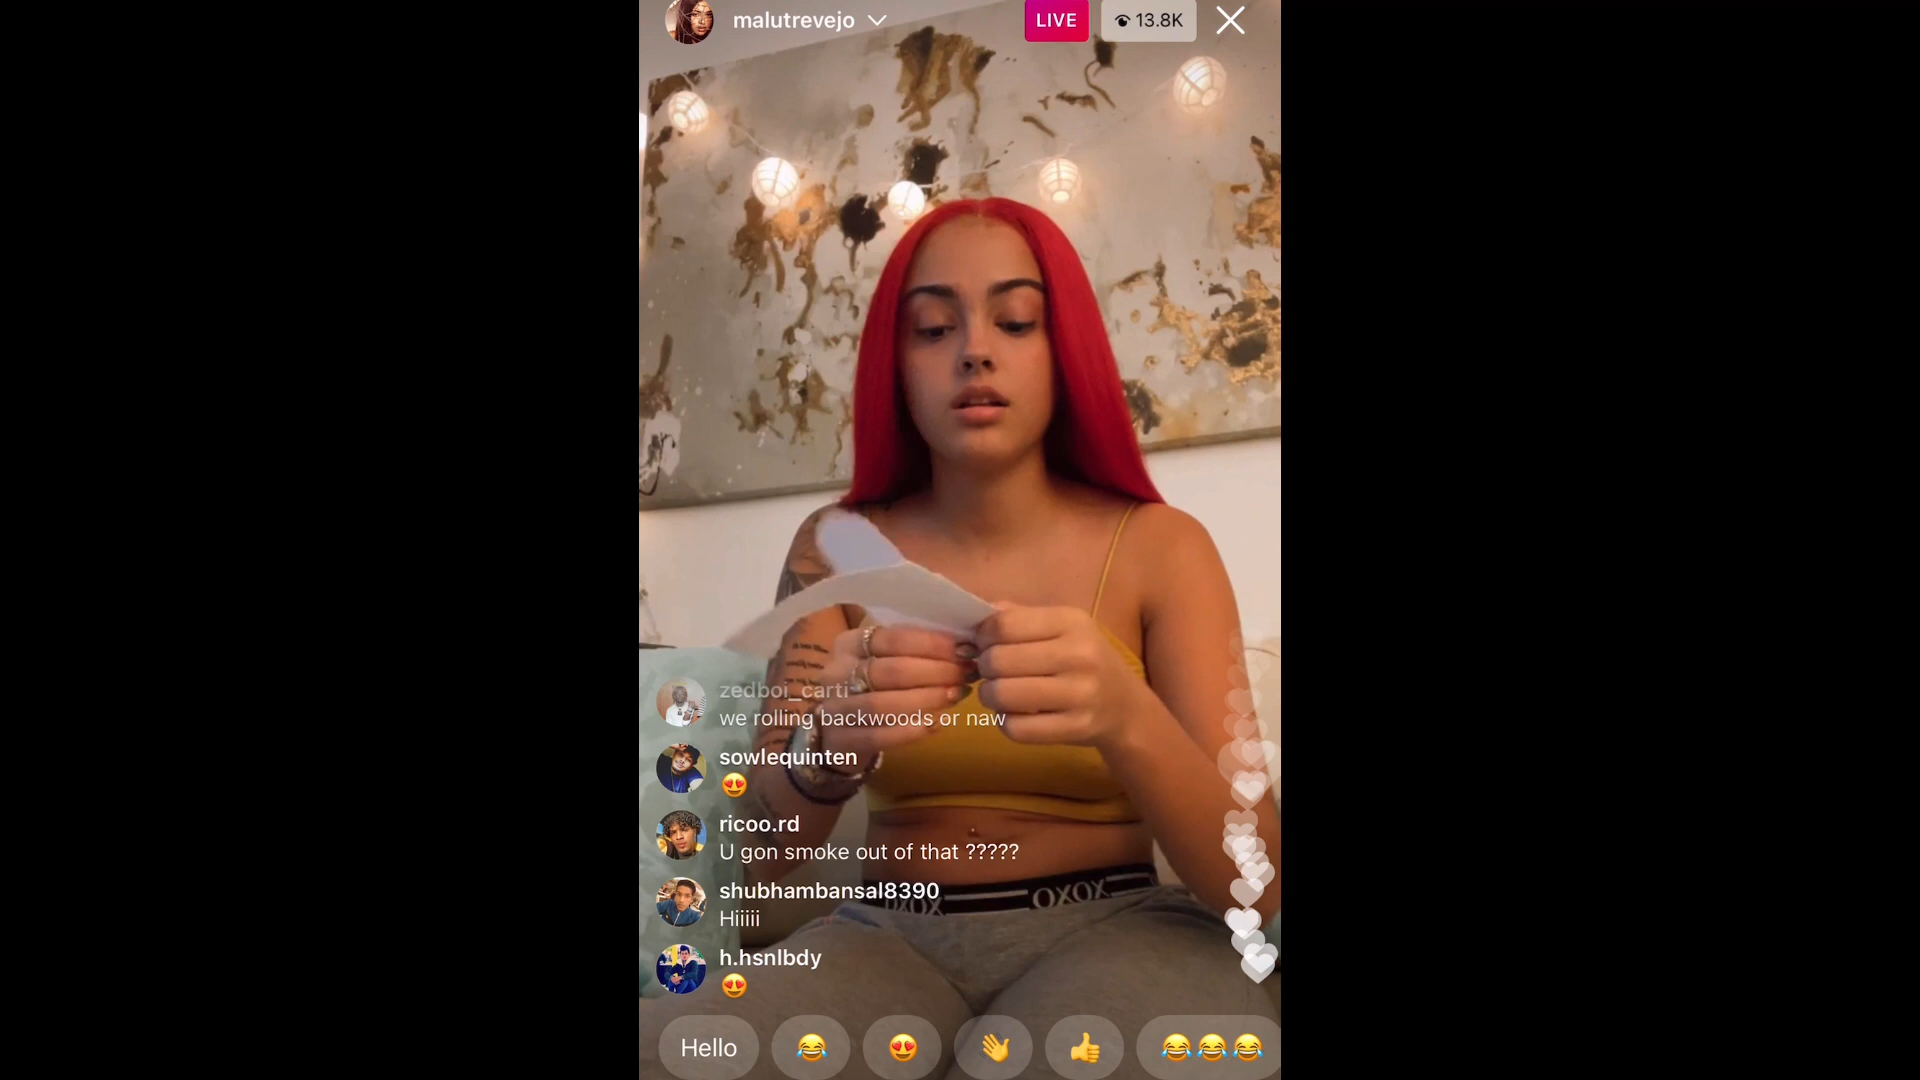 malutrevejo
LIVE
13.8K
zedboi_carti
we rolling backwoods or naw
sowlequinten
😍
ricoo.rd
U gon smoke out of that ?????
shubhambansal8390
Hiiiii
h.hsnlbdy
😍
OXOX
Hello 😂 😍 👋 👍 😂😂😂